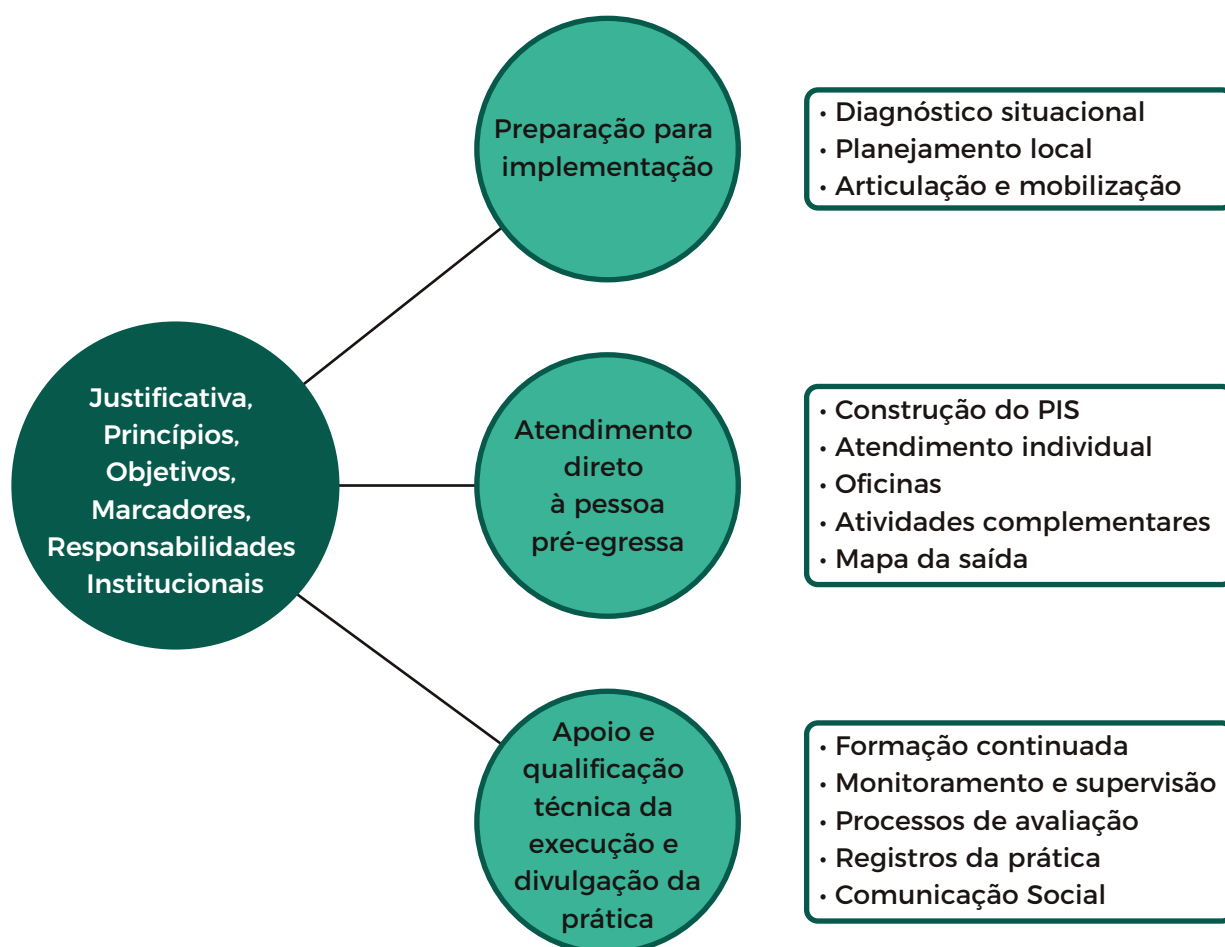 Justificativa,
Princípios,
Objetivos,
Marcadores,
Responsabilidades
Institucionais
Preparação para
implementação
• Diagnóstico situacional
• Planejamento local
• Articulação e mobilização
Atendimento
direto
à pessoa
pré-egressa
• Construção do PIS
• Atendimento individual
• Oficinas
• Atividades complementares
• Mapa da saída
Apoio e
qualificação
técnica da
execução e
divulgação da
prática
• Formação continuada
• Monitoramento e supervisão
• Processos de avaliação
• Registros da prática
• Comunicação Social